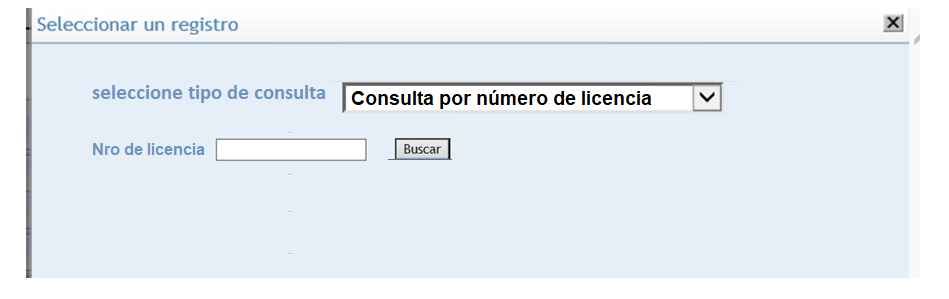 Seleccionar un registro
seleccione tipo de consulta Consulta por número de licencia
Nro de licencia Buscar